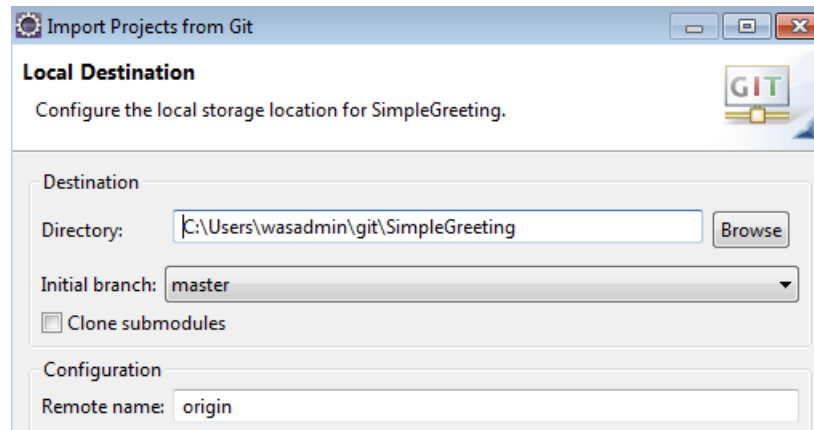 Import Projects from Git
Local Destination
GIT
Configure the local storage location for SimpleGreeting.
Destination
Directory: C:\Users\wasadmin\git\SimpleGreeting Browse
Initial branch: master
Clone submodules
Configuration
Remote name: origin